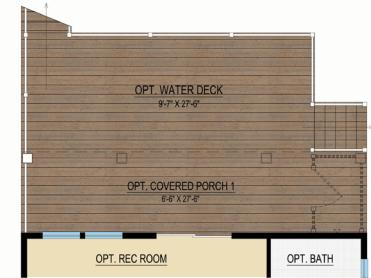 OPT. WATER DECK
9'-7" X 27'-6"
OPT. COVERED PORCH 1
6'-6" X 27'-6"
OPT. REC ROOM
OPT. BATH